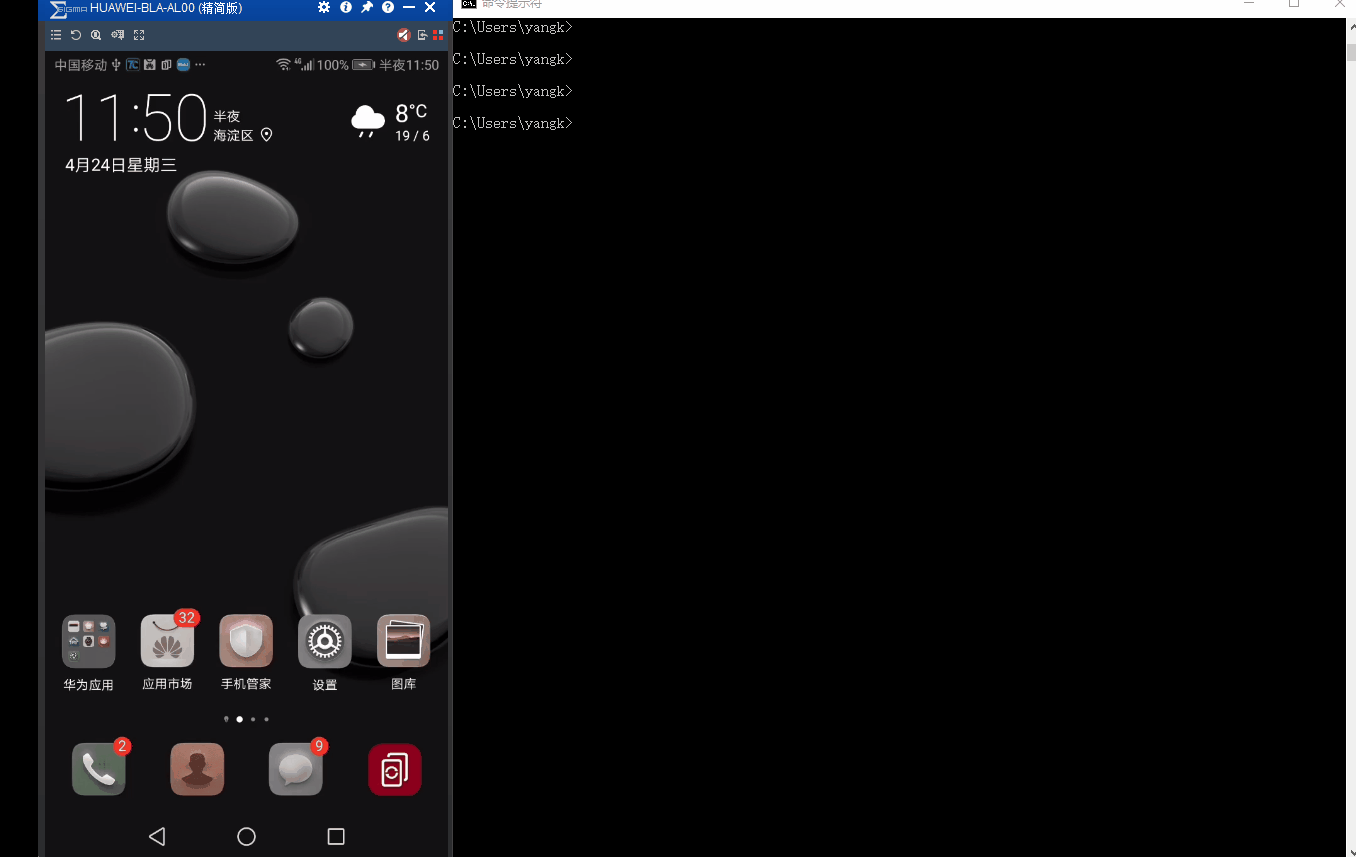 SIGMA HUAWEI-BLA-AL00 (精简版)
中国移动 TC 4G 100% 半夜11:50
11:50 半夜
海淀区
8°C
19 / 6
4月24日星期三
32
华为应用 应用市场 手机管家 设置 图库
2
9
命令提示符
C:\Users\yangk>
C:\Users\yangk>
C:\Users\yangk>
C:\Users\yangk>